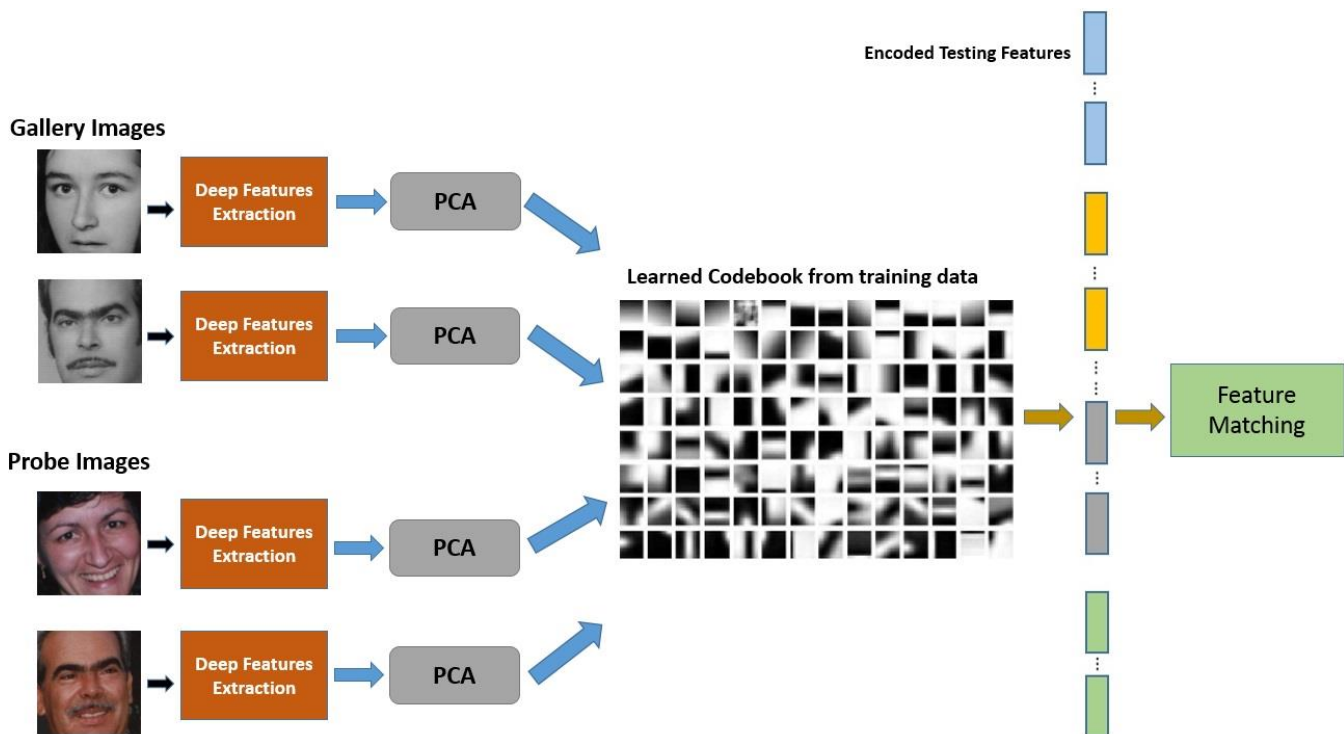 Encoded Testing Features
Gallery Images
Deep Features
Extraction
PCA
Deep Features
Extraction
PCA
Learned Codebook from training data
Feature
Matching
Probe Images
Deep Features
Extraction
PCA
Deep Features
Extraction
PCA